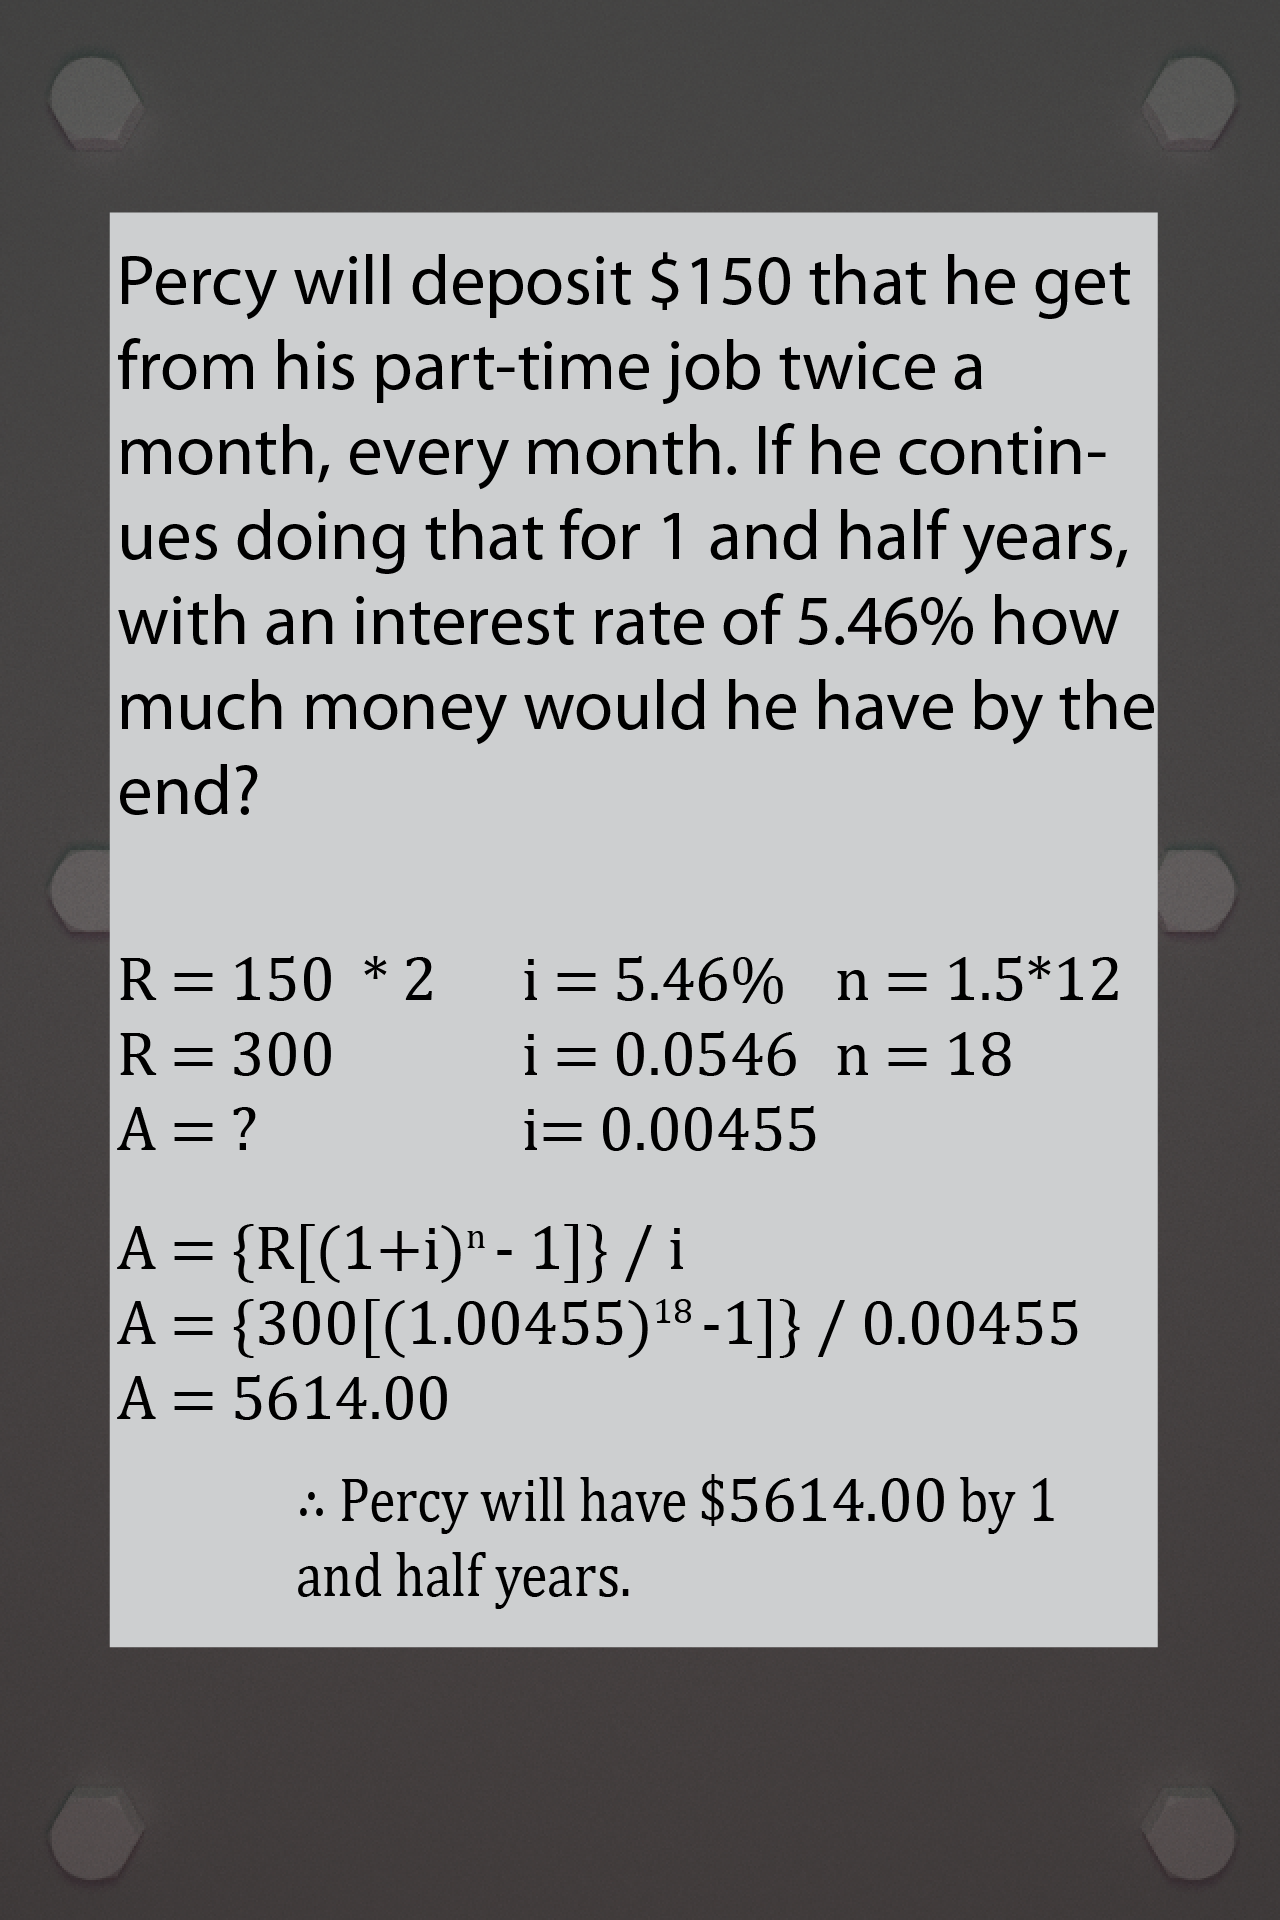 Percy will deposit $150 that he get
from his part-time job twice a
month, every month. If he contin-
ues doing that for 1 and half years,
with an interest rate of 5.46% how
much money would he have by the
end?
R = 150 * 2 i = 5.46% n = 1.5*12
R = 300 i = 0.0546 n = 18
A = ? i= 0.00455
A = {R[(1+i)ⁿ - 1]} / i
A = {300[(1.00455)¹⁸ -1]} / 0.00455
A = 5614.00
∴ Percy will have $5614.00 by 1
and half years.